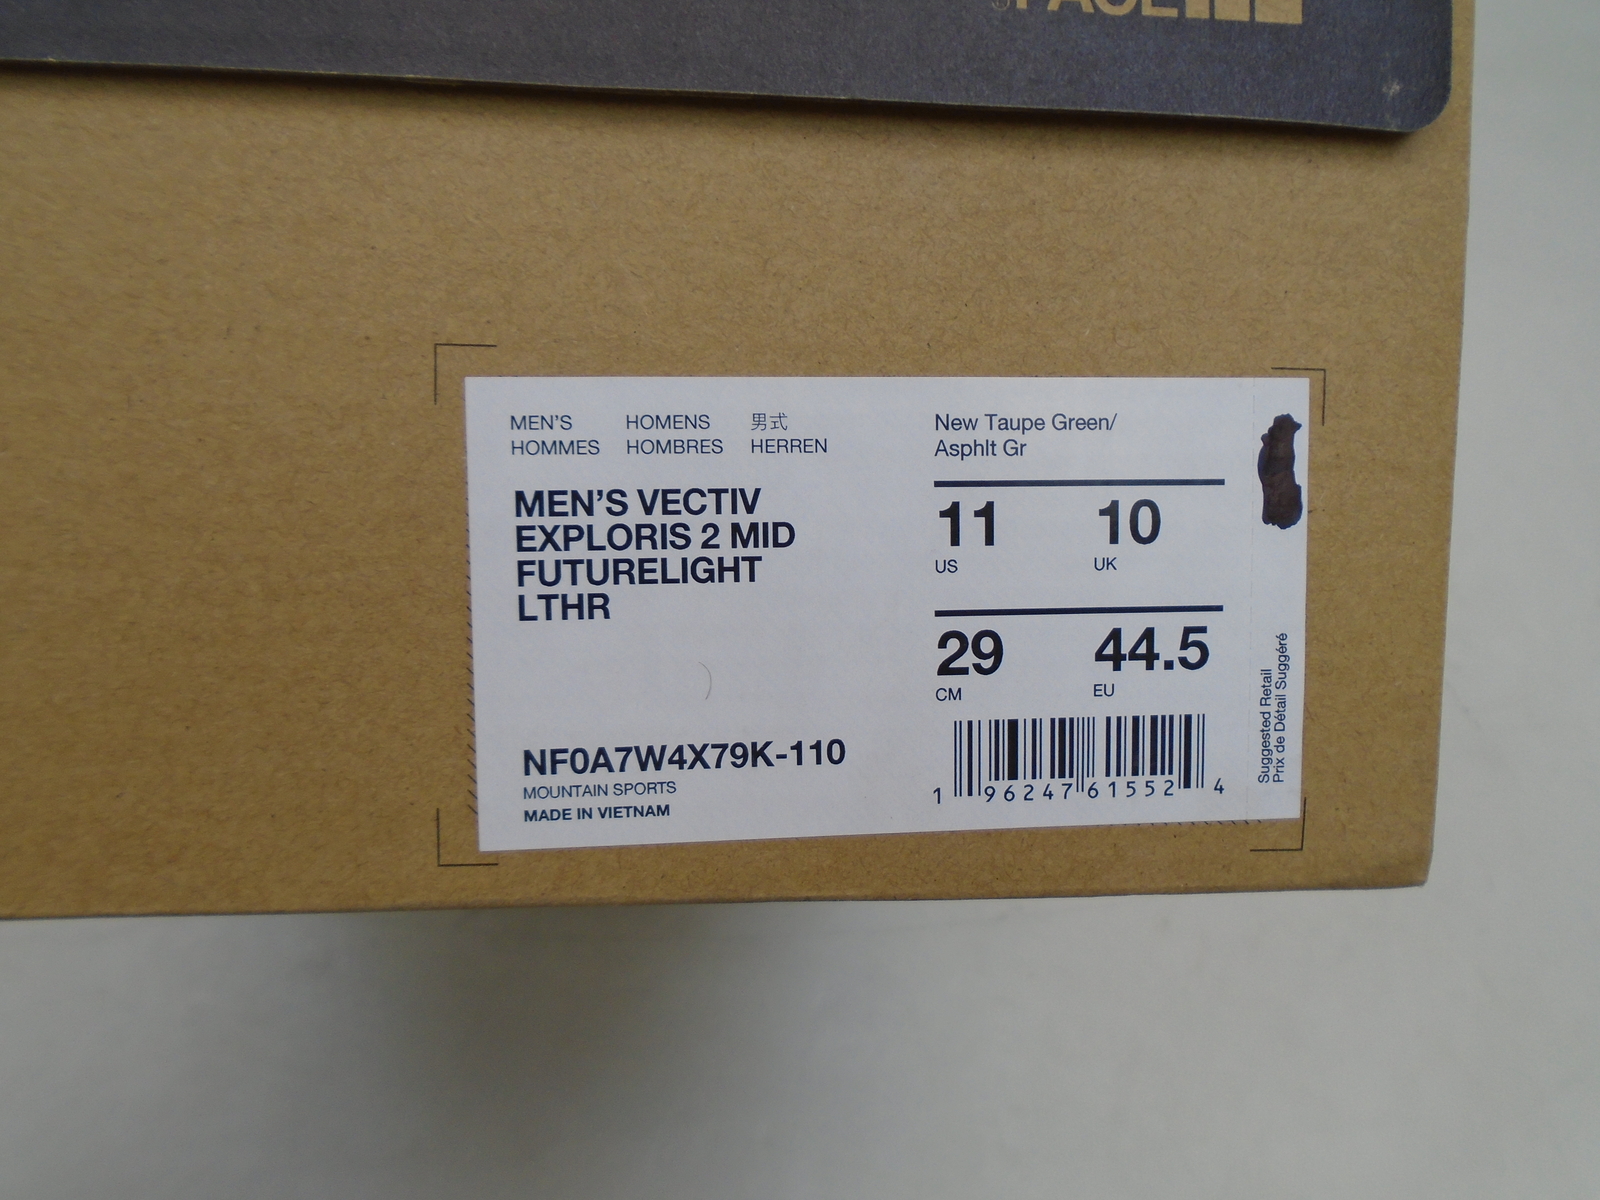 FACE
MEN'S HOMENS 男式
HOMMES HOMBRES HERREN
MEN'S VECTIV
EXPLORIS 2 MID
FUTURELIGHT
LTHR
NF0A7W4X79K-110
MOUNTAIN SPORTS
MADE IN VIETNAM
New Taupe Green/
Asphlt Gr
11 10
US UK
29 44.5
CM EU
1 96247 61552 4
Suggested Retail
Prix de Détail Suggéré